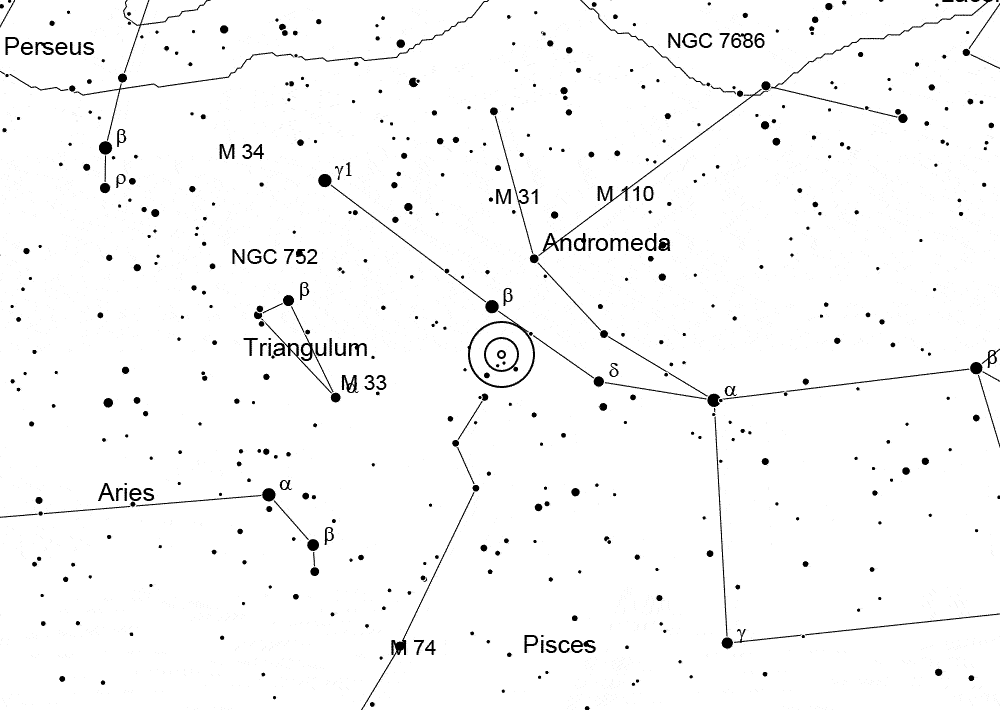 Perseus
NGC 7686
β
M 34
γ1
ρ
M 31
M 110
Andromeda
NGC 752
β
β
Triangulum
β
δ
M 33
α
α
Aries
α
β
γ
M 74
Pisces